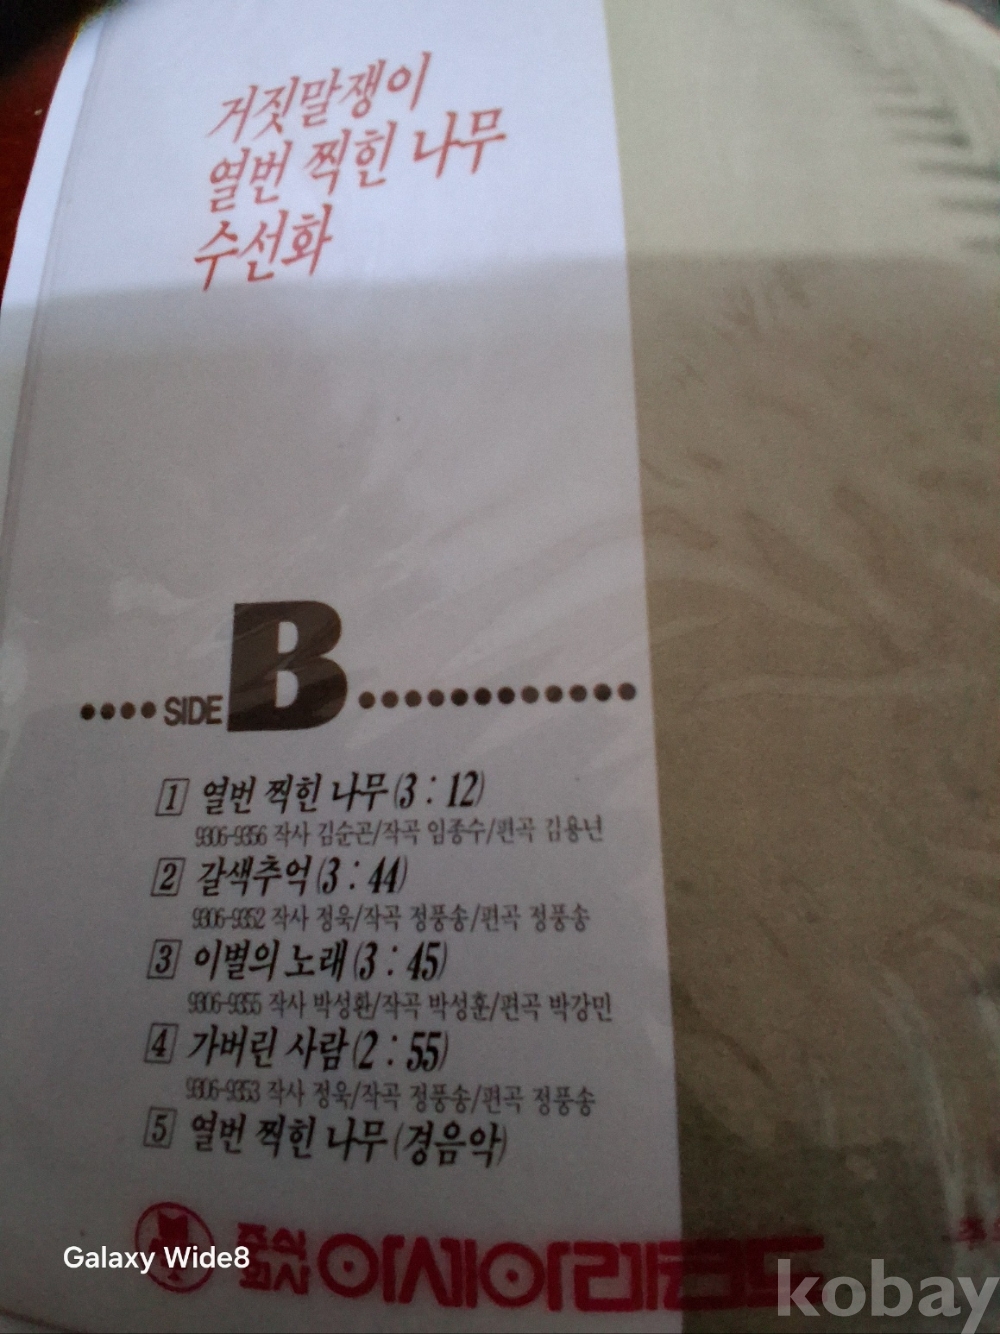 거짓말쟁이
열번 찍힌 나무
수선화
SIDE B
1 열번 찍힌 나무(3:12)
9306-9356 작사 김순곤/작곡 임종수/편곡 김용년
2 갈색추억(3:44)
9306-9352 작사 정욱/작곡 정풍송/편곡 정풍송
3 이별의 노래(3:45)
9306-9355 작사 박성환/작곡 박성훈/편곡 박강민
4 가버린 사람(2:55)
9306-9353 작사 정욱/작곡 정풍송/편곡 정풍송
5 열번 찍힌 나무(경음악)
주식회사 아세아레코드
Galaxy Wide8
kobay